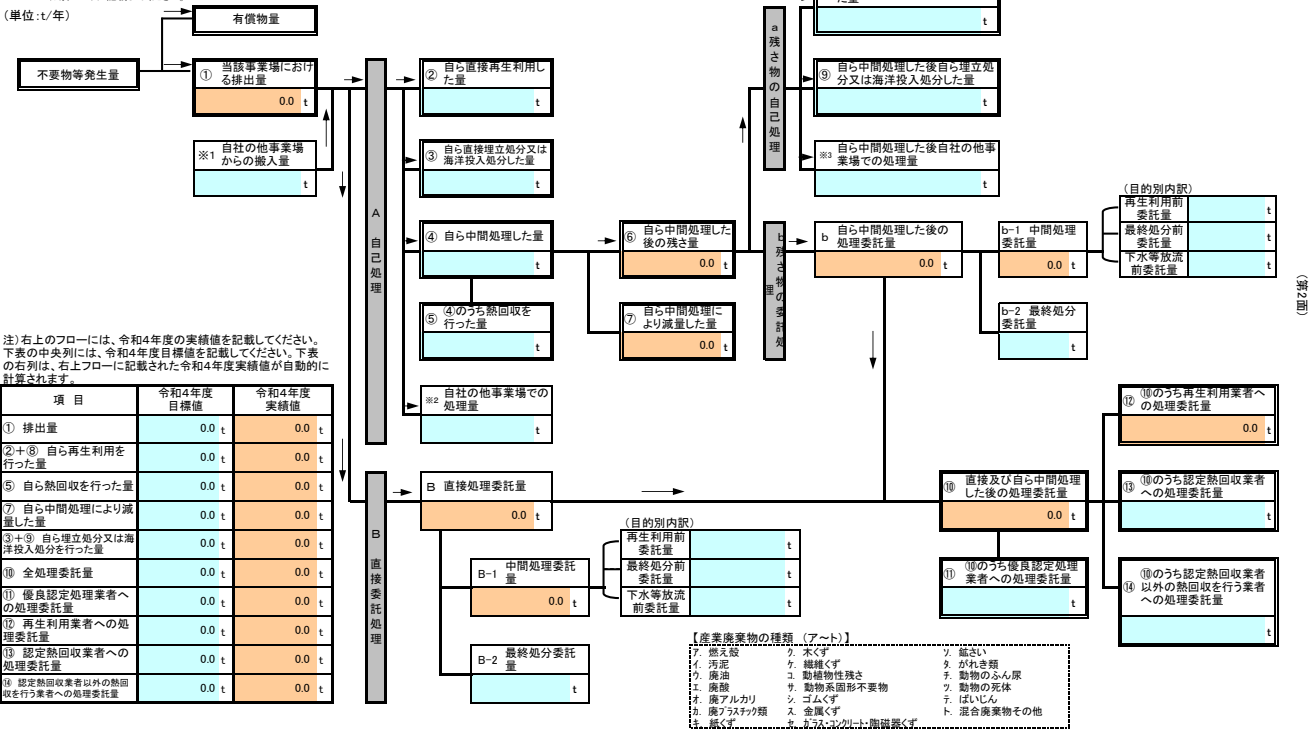 (単位:t/年)
有償物量
不要物等発生量
① 当該事業場におけ
る排出量
0.0 t
※1 自社の他事業場
からの搬入量
t
A 自己処理
② 自ら直接再生利用し
た量
t
③ 自ら直接埋立処分又は
海洋投入処分した量
t
④ 自ら中間処理した量
t
⑤ ④のうち熱回収を
行った量
t
※2 自社の他事業場での
処理量
t
⑥ 自ら中間処理した
後の残さ量
0.0 t
⑦ 自ら中間処理に
より減量した量
0.0 t
a 残さ物の自己処理
た量
t
⑨ 自ら中間処理した後自ら埋立処
分又は海洋投入処分した量
t
※3 自ら中間処理した後自社の他事
業場での処理量
t
b 残さ物の委託処理
b 自ら中間処理した後の
処理委託量
0.0 t
b-1 中間処理
委託量
0.0 t
b-2 最終処分
委託量
t
(目的別内訳)
再生利用前
委託量
t
最終処分前
委託量
t
下水等放流
前委託量
t
(第2面)
注)右上のフローには、令和4年度の実績値を記載してください。
下表の中央列には、令和4年度目標値を記載してください。下表
の右列は、右上フローに記載された令和4年度実績値が自動的に
計算されます。
項 目 令和4年度
目標値 令和4年度
実績値
① 排出量 0.0 t 0.0 t
②+⑧ 自ら再生利用を
行った量 0.0 t 0.0 t
⑤ 自ら熱回収を行った量 0.0 t 0.0 t
⑦ 自ら中間処理により減
量した量 0.0 t 0.0 t
③+⑨ 自ら埋立処分又は海
洋投入処分を行った量 0.0 t 0.0 t
⑩ 全処理委託量 0.0 t 0.0 t
⑪ 優良認定処理業者へ
の処理委託量 0.0 t 0.0 t
⑫ 再生利用業者への処
理委託量 0.0 t 0.0 t
⑬ 認定熱回収業者への
処理委託量 0.0 t 0.0 t
⑭ 認定熱回収業者以外の熱回
収を行う業者への処理委託量 0.0 t 0.0 t
B 直接委託処理
B 直接処理委託量
0.0 t
B-1 中間処理委託
量
0.0 t
B-2 最終処分委託
量
t
(目的別内訳)
再生利用前
委託量
t
最終処分前
委託量
t
下水等放流
前委託量
t
⑩ 直接及び自ら中間処理
した後の処理委託量
0.0 t
⑪ ⑩のうち優良認定処理
業者への処理委託量
t
⑫ ⑩のうち再生利用業者へ
の処理委託量
0.0 t
⑬ ⑩のうち認定熱回収業者
への処理委託量
t
⑭ ⑩のうち認定熱回収業者
以外の熱回収を行う業者
への処理委託量
t
【産業廃棄物の種類 (ア~ト)】
ア. 燃え殻 ク. 木くず ソ. 鉱さい
イ. 汚泥 ケ. 繊維くず タ. がれき類
ウ. 廃油 コ. 動植物性残さ チ. 動物のふん尿
エ. 廃酸 サ. 動物系固形不要物 ツ. 動物の死体
オ. 廃アルカリ シ. ゴムくず テ. ばいじん
カ. 廃プラスチック類 ス. 金属くず ト. 混合廃棄物その他
キ. 紙くず セ. ガラス・コンクリート・陶磁器くず